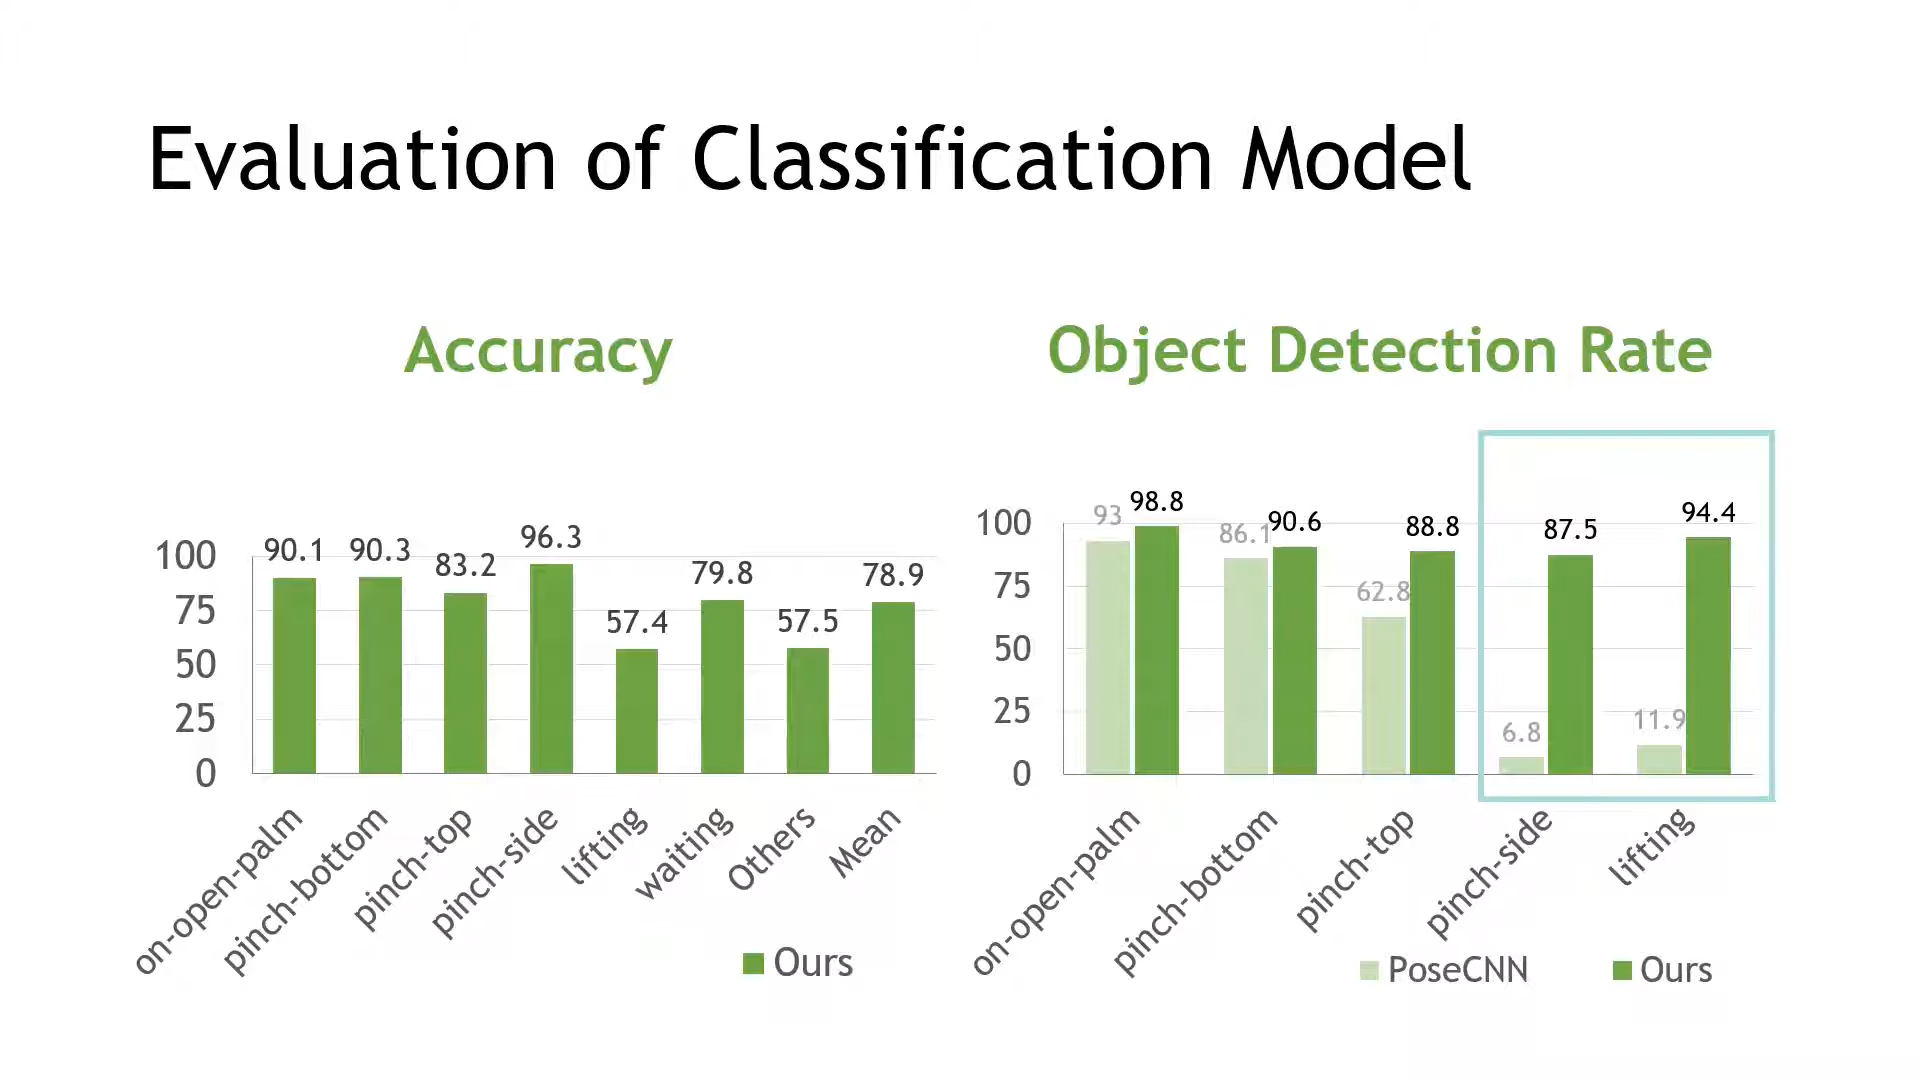 Evaluation of Classification Model
Accuracy
100
75
50
25
0
90.1
90.3
83.2
96.3
57.4
79.8
57.5
78.9
on-open-palm
pinch-bottom
pinch-top
pinch-side
lifting
waiting
Others
Mean
Ours
Object Detection Rate
100
75
50
25
0
93
98.8
86.1
90.6
62.8
88.8
6.8
87.5
11.9
94.4
on-open-palm
pinch-bottom
pinch-top
pinch-side
lifting
PoseCNN
Ours